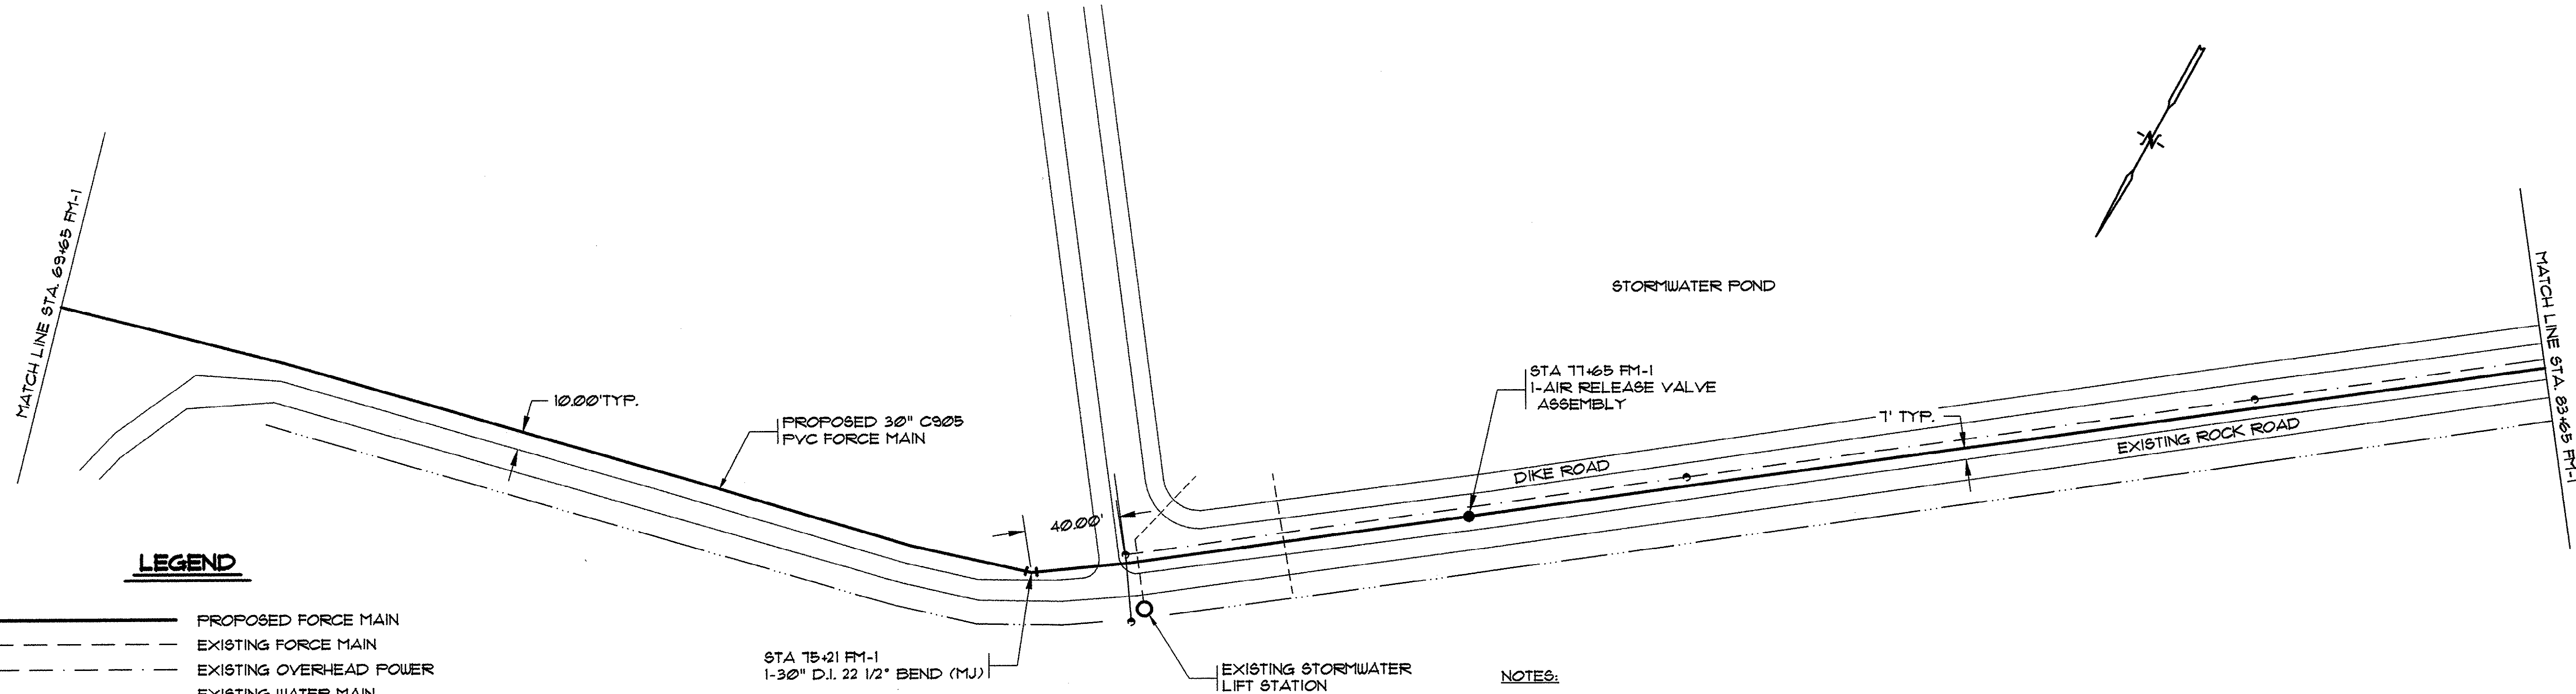 MATCH LINE STA. 69+65 FM-1
10.00'TYP.
PROPOSED 30" C905
PVC FORCE MAIN
40.00'
N
STORMWATER POND
STA 77+65 FM-1
1-AIR RELEASE VALVE
ASSEMBLY
7' TYP.
DIKE ROAD
EXISTING ROCK ROAD
MATCH LINE STA. 83+65 FM-1
LEGEND
PROPOSED FORCE MAIN
EXISTING FORCE MAIN
EXISTING OVERHEAD POWER
EXISTING WATER MAIN
STA 75+21 FM-1
1-30" D.I. 22 1/2° BEND (MJ)
EXISTING STORMWATER
LIFT STATION
NOTES: